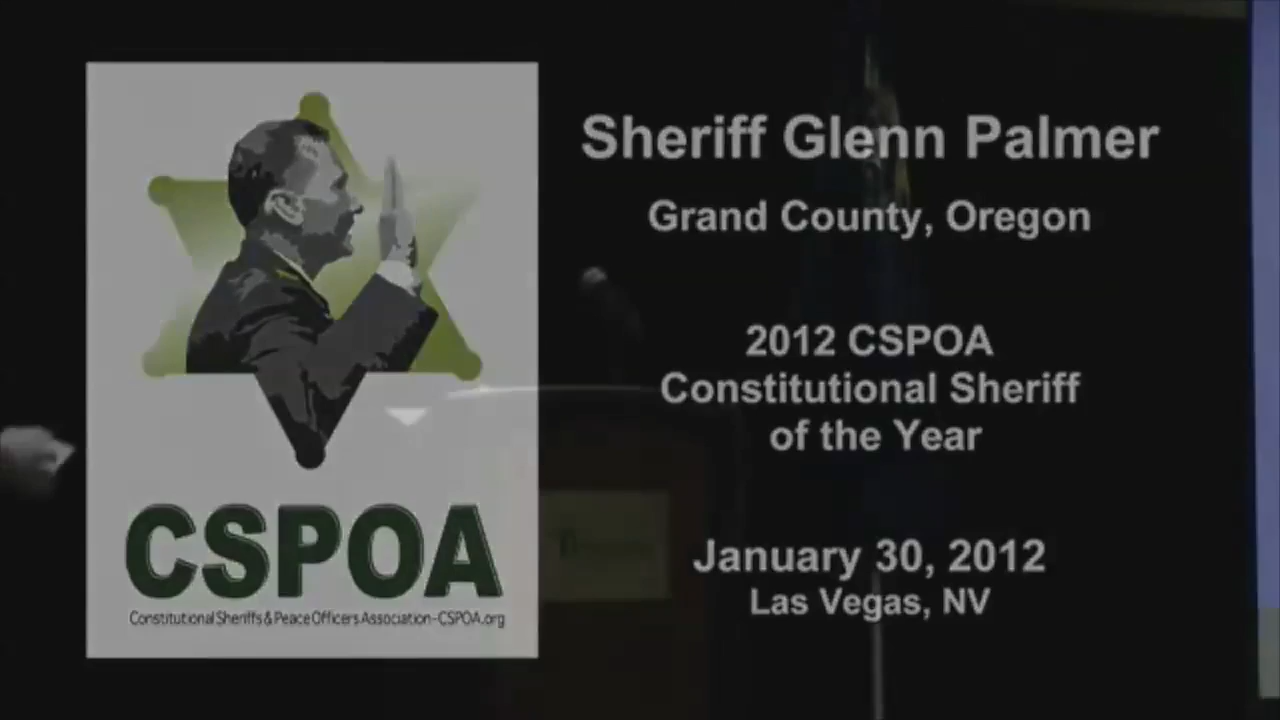 Sheriff Glenn Palmer
Grand County, Oregon
2012 CSPOA
Constitutional Sheriff
of the Year
January 30, 2012
Las Vegas, NV
CSPOA
Constitutional Sheriffs & Peace Officers Association-CSPOA.org